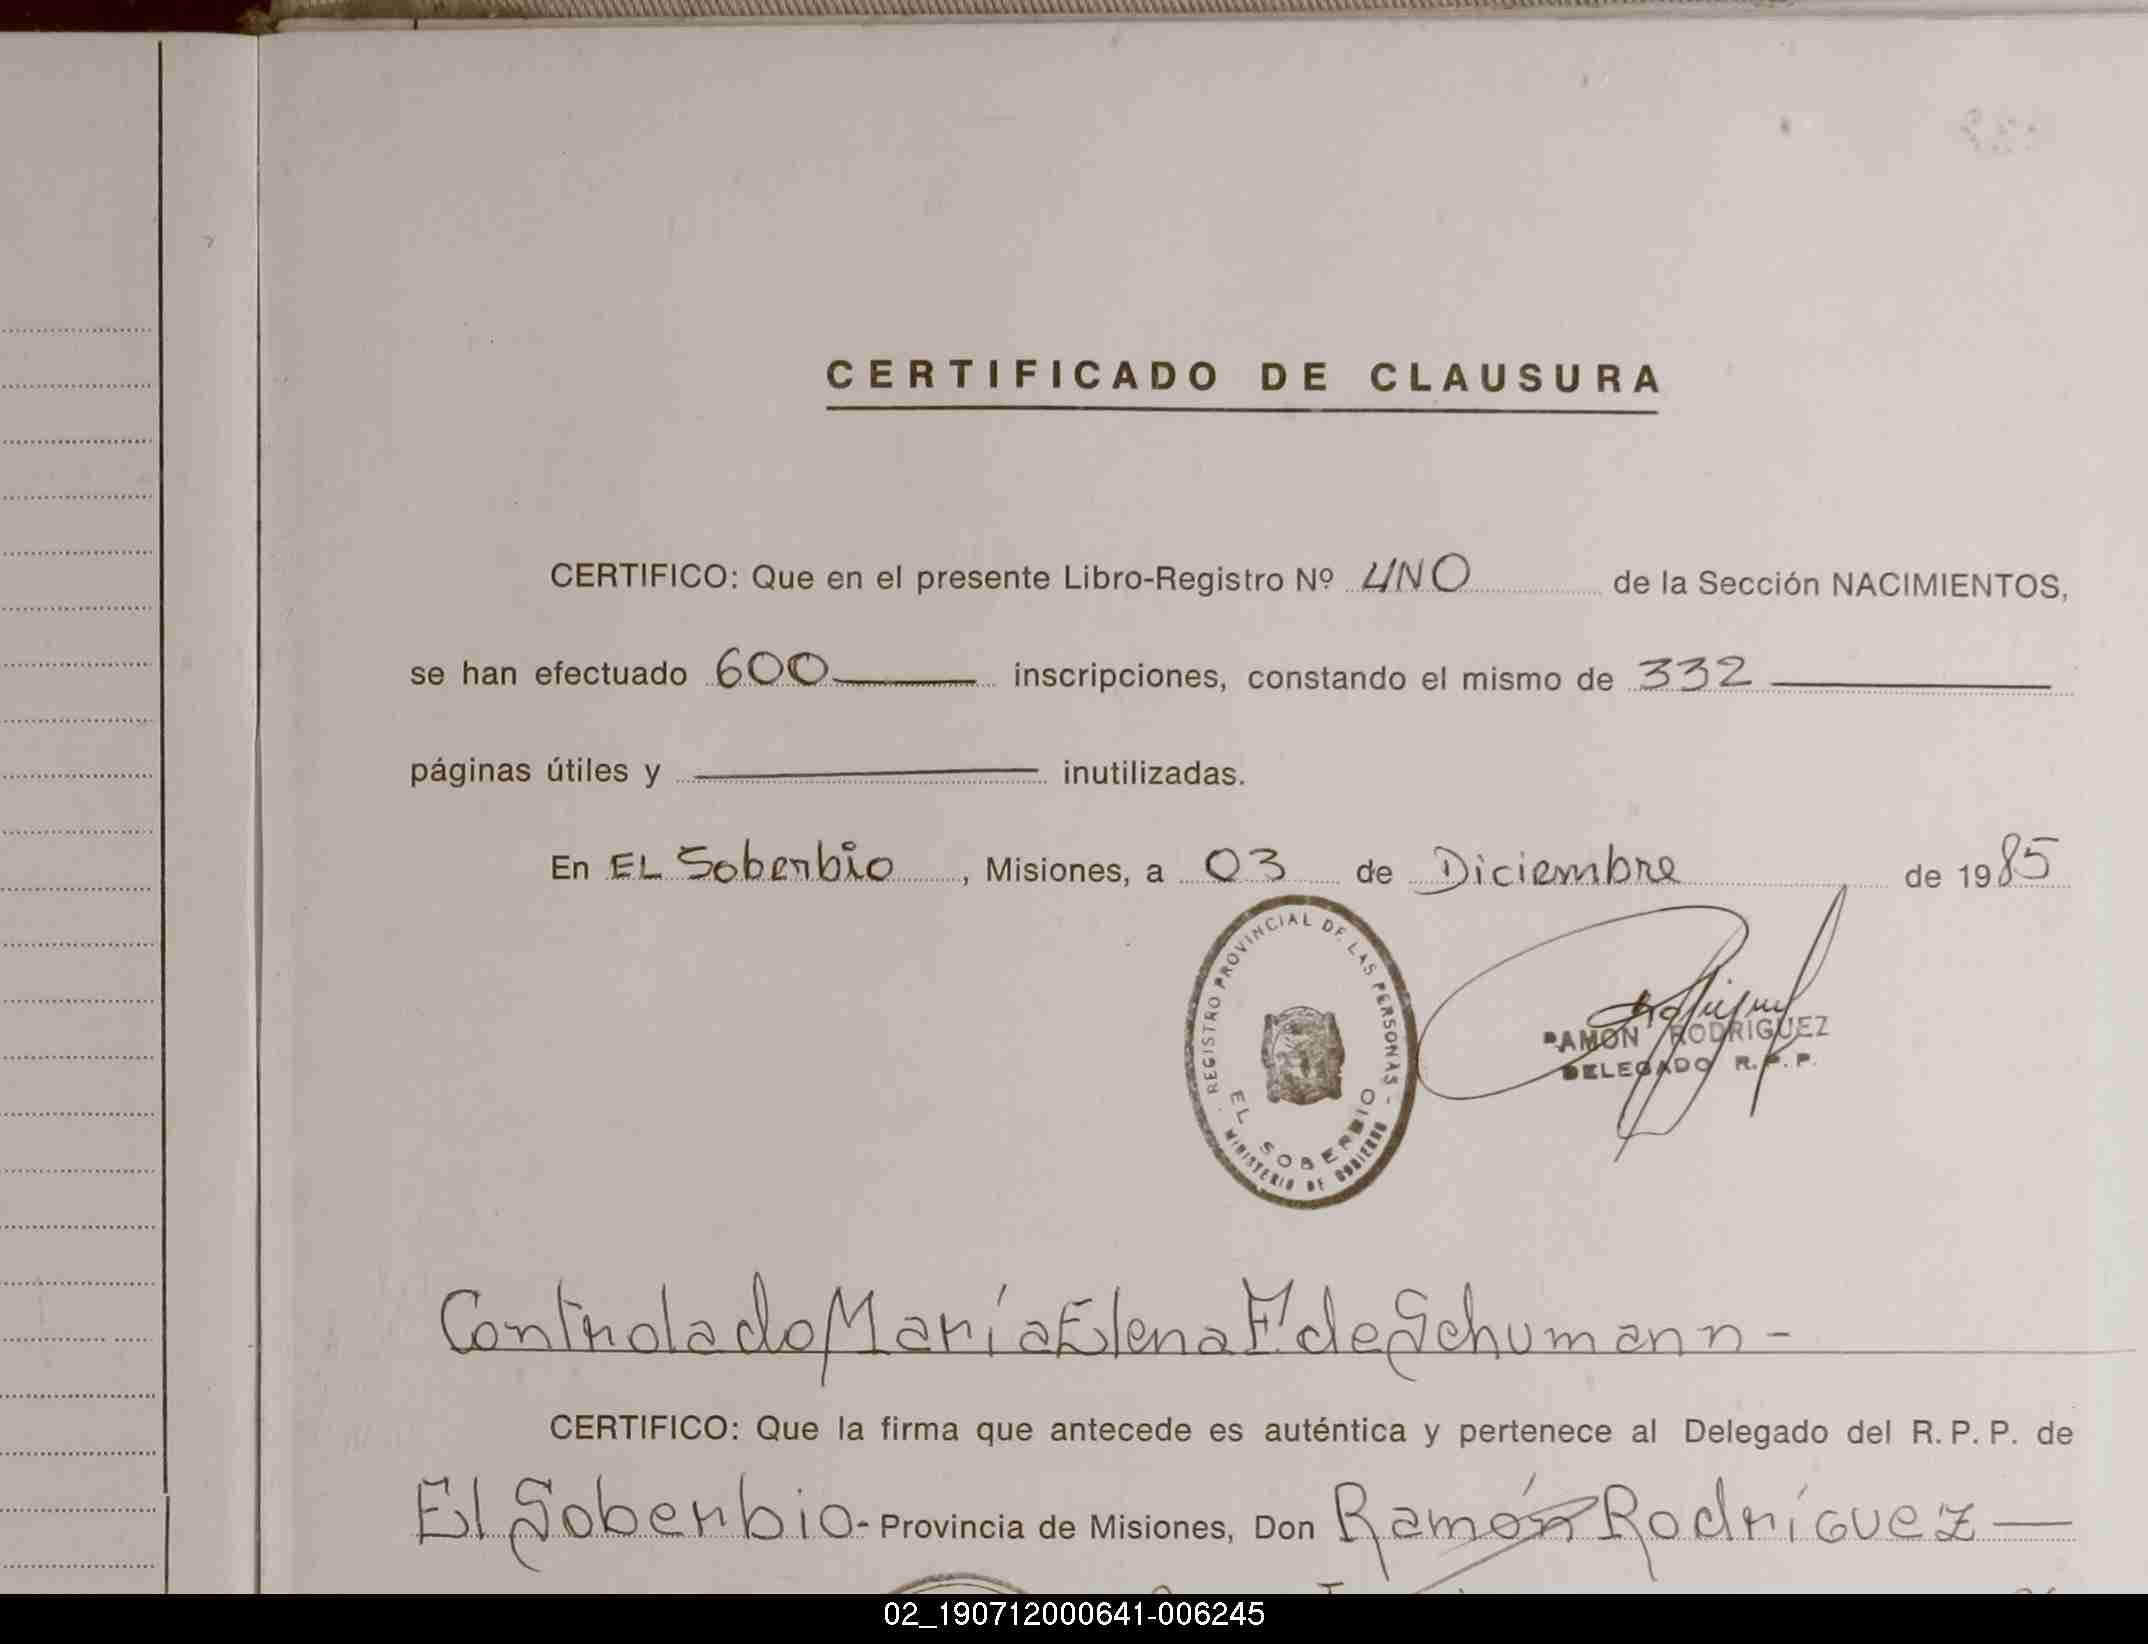 CERTIFICADO DE CLAUSURA
CERTIFICO: Que en el presente Libro-Registro Nº UNO de la Sección NACIMIENTOS,
se han efectuado 600 inscripciones, constando el mismo de 332
páginas útiles y inutilizadas.
En EL Soberbio, Misiones, a 03 de Diciembre de 1985
REGISTRO PROVINCIAL DE LAS PERSONAS -
EL SOBERBIO
MINISTERIO DE GOBIERNO
RAMON RODRIGUEZ
DELEGADO R.P.P.
Controlado María Elena F. de Schumann -
CERTIFICO: Que la firma que antecede es auténtica y pertenece al Delegado del R. P. P. de
El Soberbio - Provincia de Misiones, Don Ramón Rodríguez —
02_190712000641-006245